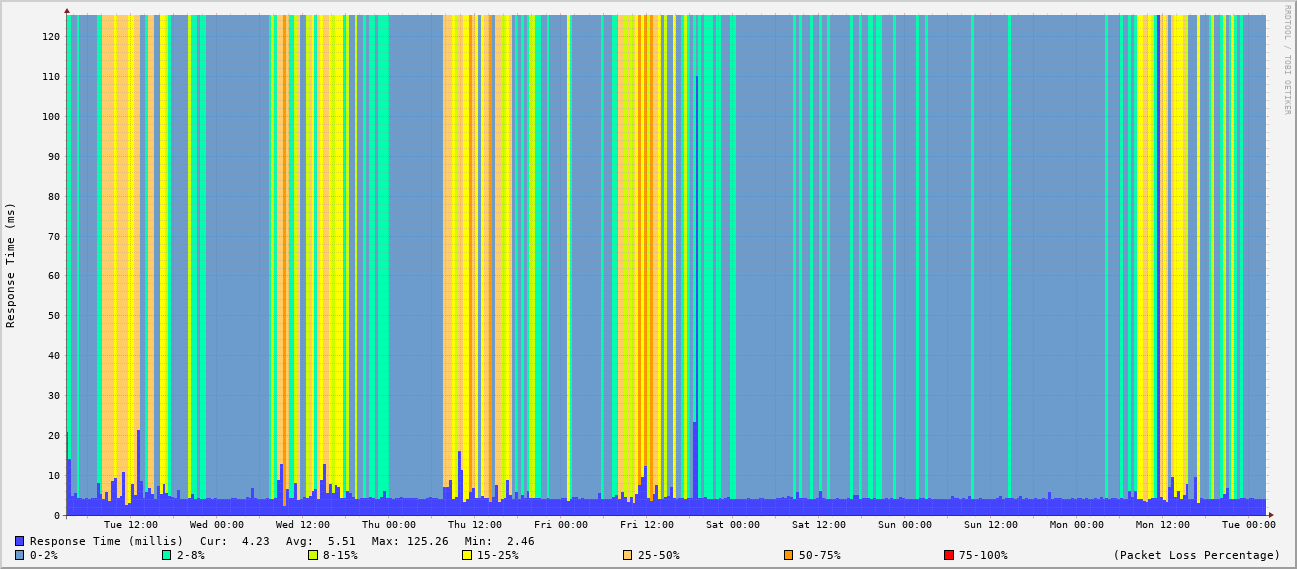 120
110
100
90
80
70
60
50
40
30
20
10
0
Response Time (ms)
RRDTOOL / TOBI OETIKER
Tue 12:00 Wed 00:00 Wed 12:00 Thu 00:00 Thu 12:00 Fri 00:00 Fri 12:00 Sat 00:00 Sat 12:00 Sun 00:00 Sun 12:00 Mon 00:00 Mon 12:00 Tue 00:00
Response Time (millis) Cur: 4.23 Avg: 5.51 Max: 125.26 Min: 2.46
0-2% 2-8% 8-15% 15-25% 25-50% 50-75% 75-100% (Packet Loss Percentage)